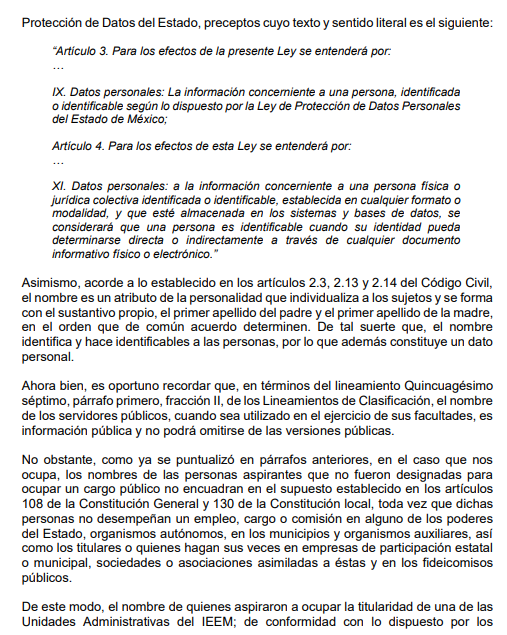 Protección de Datos del Estado, preceptos cuyo texto y sentido literal es el siguiente:
“Artículo 3. Para los efectos de la presente Ley se entenderá por:
…
IX. Datos personales: La información concerniente a una persona, identificada
o identificable según lo dispuesto por la Ley de Protección de Datos Personales
del Estado de México;
Artículo 4. Para los efectos de esta Ley se entenderá por:
…
XI. Datos personales: a la información concerniente a una persona física o
jurídica colectiva identificada o identificable, establecida en cualquier formato o
modalidad, y que esté almacenada en los sistemas y bases de datos, se
considerará que una persona es identificable cuando su identidad pueda
determinarse directa o indirectamente a través de cualquier documento
informativo físico o electrónico.”
Asimismo, acorde a lo establecido en los artículos 2.3, 2.13 y 2.14 del Código Civil,
el nombre es un atributo de la personalidad que individualiza a los sujetos y se forma
con el sustantivo propio, el primer apellido del padre y el primer apellido de la madre,
en el orden que de común acuerdo determinen. De tal suerte que, el nombre
identifica y hace identificables a las personas, por lo que además constituye un dato
personal.
Ahora bien, es oportuno recordar que, en términos del lineamiento Quincuagésimo
séptimo, párrafo primero, fracción II, de los Lineamientos de Clasificación, el nombre
de los servidores públicos, cuando sea utilizado en el ejercicio de sus facultades, es
información pública y no podrá omitirse de las versiones públicas.
No obstante, como ya se puntualizó en párrafos anteriores, en el caso que nos
ocupa, los nombres de las personas aspirantes que no fueron designadas para
ocupar un cargo público no encuadran en el supuesto establecido en los artículos
108 de la Constitución General y 130 de la Constitución local, toda vez que dichas
personas no desempeñan un empleo, cargo o comisión en alguno de los poderes
del Estado, organismos autónomos, en los municipios y organismos auxiliares, así
como los titulares o quienes hagan sus veces en empresas de participación estatal
o municipal, sociedades o asociaciones asimiladas a éstas y en los fideicomisos
públicos.
De este modo, el nombre de quienes aspiraron a ocupar la titularidad de una de las
Unidades Administrativas del IEEM; de conformidad con lo dispuesto por los